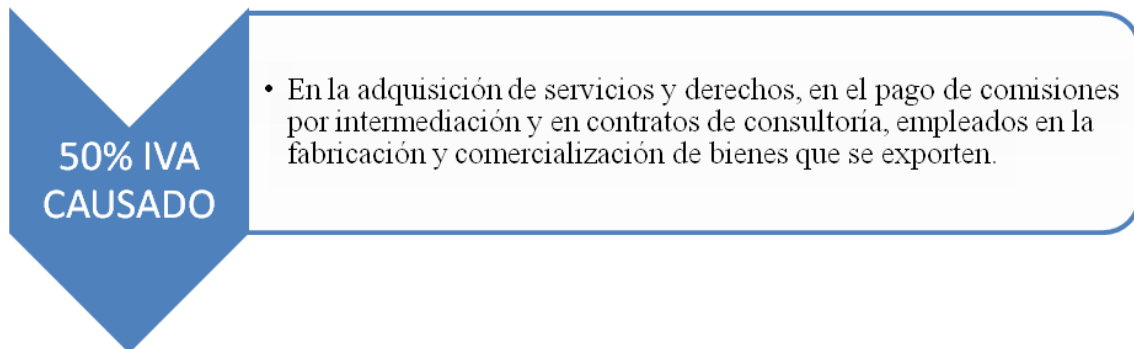 50% IVA
CAUSADO
• En la adquisición de servicios y derechos, en el pago de comisiones
por intermediación y en contratos de consultoría, empleados en la
fabricación y comercialización de bienes que se exporten.